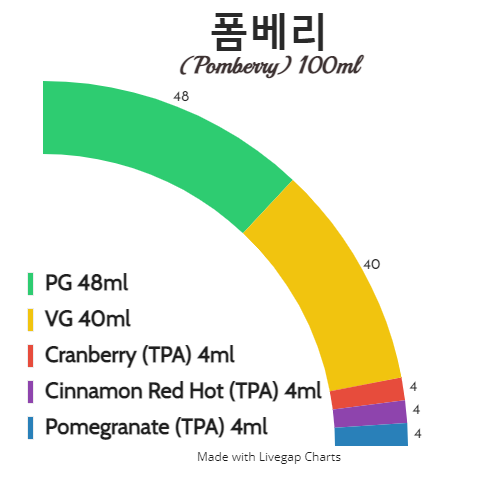 폼베리
(Pomberry) 100ml
48
40
PG 48ml
VG 40ml
Cranberry (TPA) 4ml
4
Cinnamon Red Hot (TPA) 4ml
4
Pomegranate (TPA) 4ml
4
Made with Livegap Charts